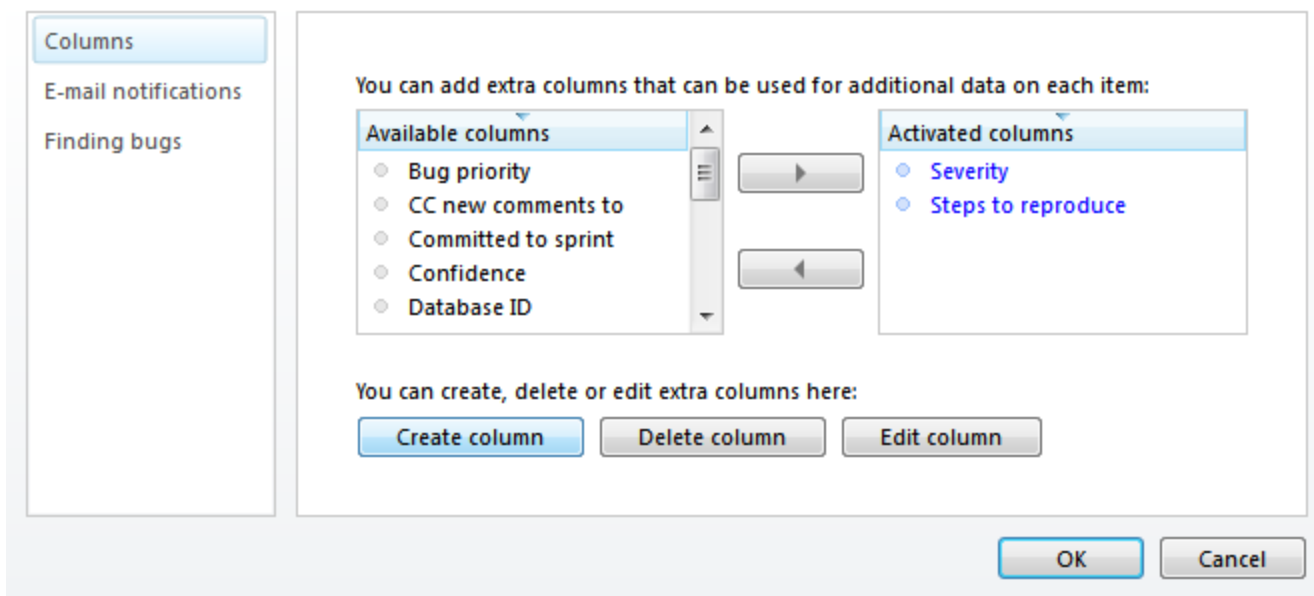 Columns
E-mail notifications
Finding bugs
You can add extra columns that can be used for additional data on each item:
Available columns
Bug priority
CC new comments to
Committed to sprint
Confidence
Database ID
Activated columns
Severity
Steps to reproduce
You can create, delete or edit extra columns here:
Create column
Delete column
Edit column
OK
Cancel